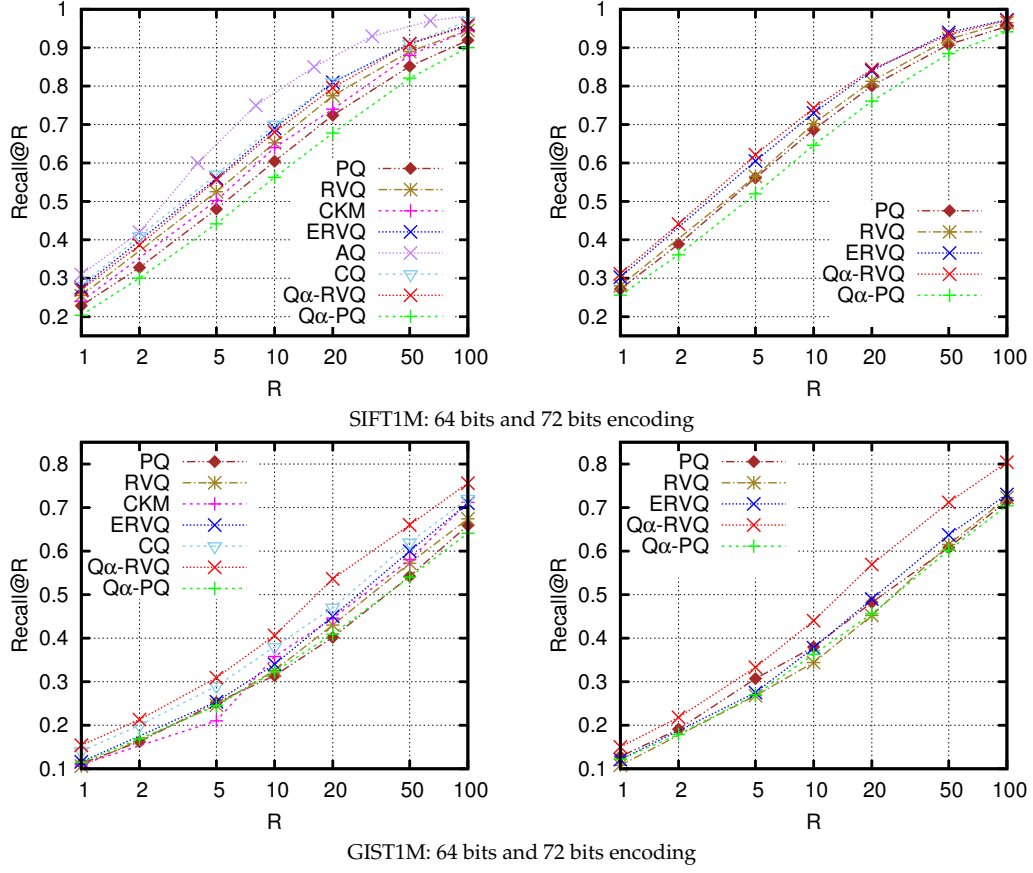 1
0.9
0.8
0.7
0.6
0.5
0.4
0.3
0.2
Recall@R
PQ
RVQ
CKM
ERVQ
AQ
CQ
Qα-RVQ
Qα-PQ
1 2 5 10 20 50 100
R
1
0.9
0.8
0.7
0.6
0.5
0.4
0.3
0.2
Recall@R
PQ
RVQ
ERVQ
Qα-RVQ
Qα-PQ
1 2 5 10 20 50 100
R
SIFT1M: 64 bits and 72 bits encoding
0.8
0.7
0.6
0.5
0.4
0.3
0.2
0.1
Recall@R
PQ
RVQ
CKM
ERVQ
CQ
Qα-RVQ
Qα-PQ
1 2 5 10 20 50 100
R
0.8
0.7
0.6
0.5
0.4
0.3
0.2
0.1
Recall@R
PQ
RVQ
ERVQ
Qα-RVQ
Qα-PQ
1 2 5 10 20 50 100
R
GIST1M: 64 bits and 72 bits encoding